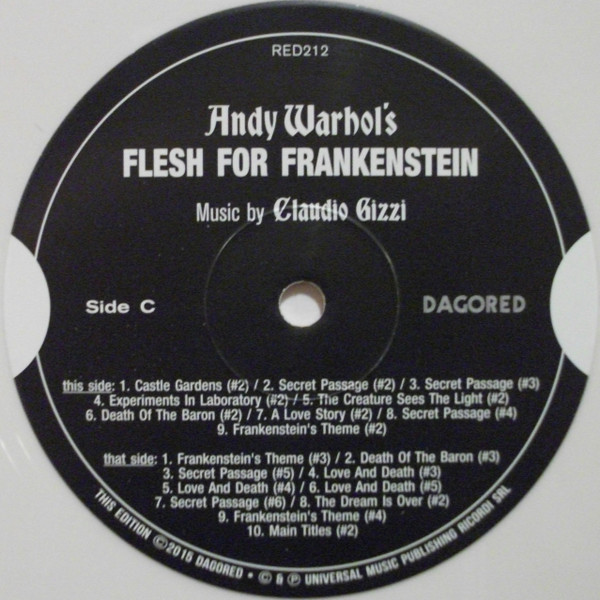 RED212
Andy Warhol's
FLESH FOR FRANKENSTEIN
Music by Claudio Gizzi
Side C
DAGORED
this side: 1. Castle Gardens (#2) / 2. Secret Passage (#2) / 3. Secret Passage (#3)
4. Experiments In Laboratory (#2) / 5. The Creature Sees The Light (#2)
6. Death Of The Baron (#2) / 7. A Love Story (#2) / 8. Secret Passage (#4)
9. Frankenstein's Theme (#2)
that side: 1. Frankenstein's Theme (#3) / 2. Death Of The Baron (#3)
3. Secret Passage (#5) / 4. Love And Death (#3)
5. Love And Death (#4) / 6. Love And Death (#5)
7. Secret Passage (#6) / 8. The Dream Is Over (#2)
9. Frankenstein's Theme (#4)
10. Main Titles (#2)
THIS EDITION ©2015 DAGORED • © & ℗ UNIVERSAL MUSIC PUBLISHING RICORDI SRL